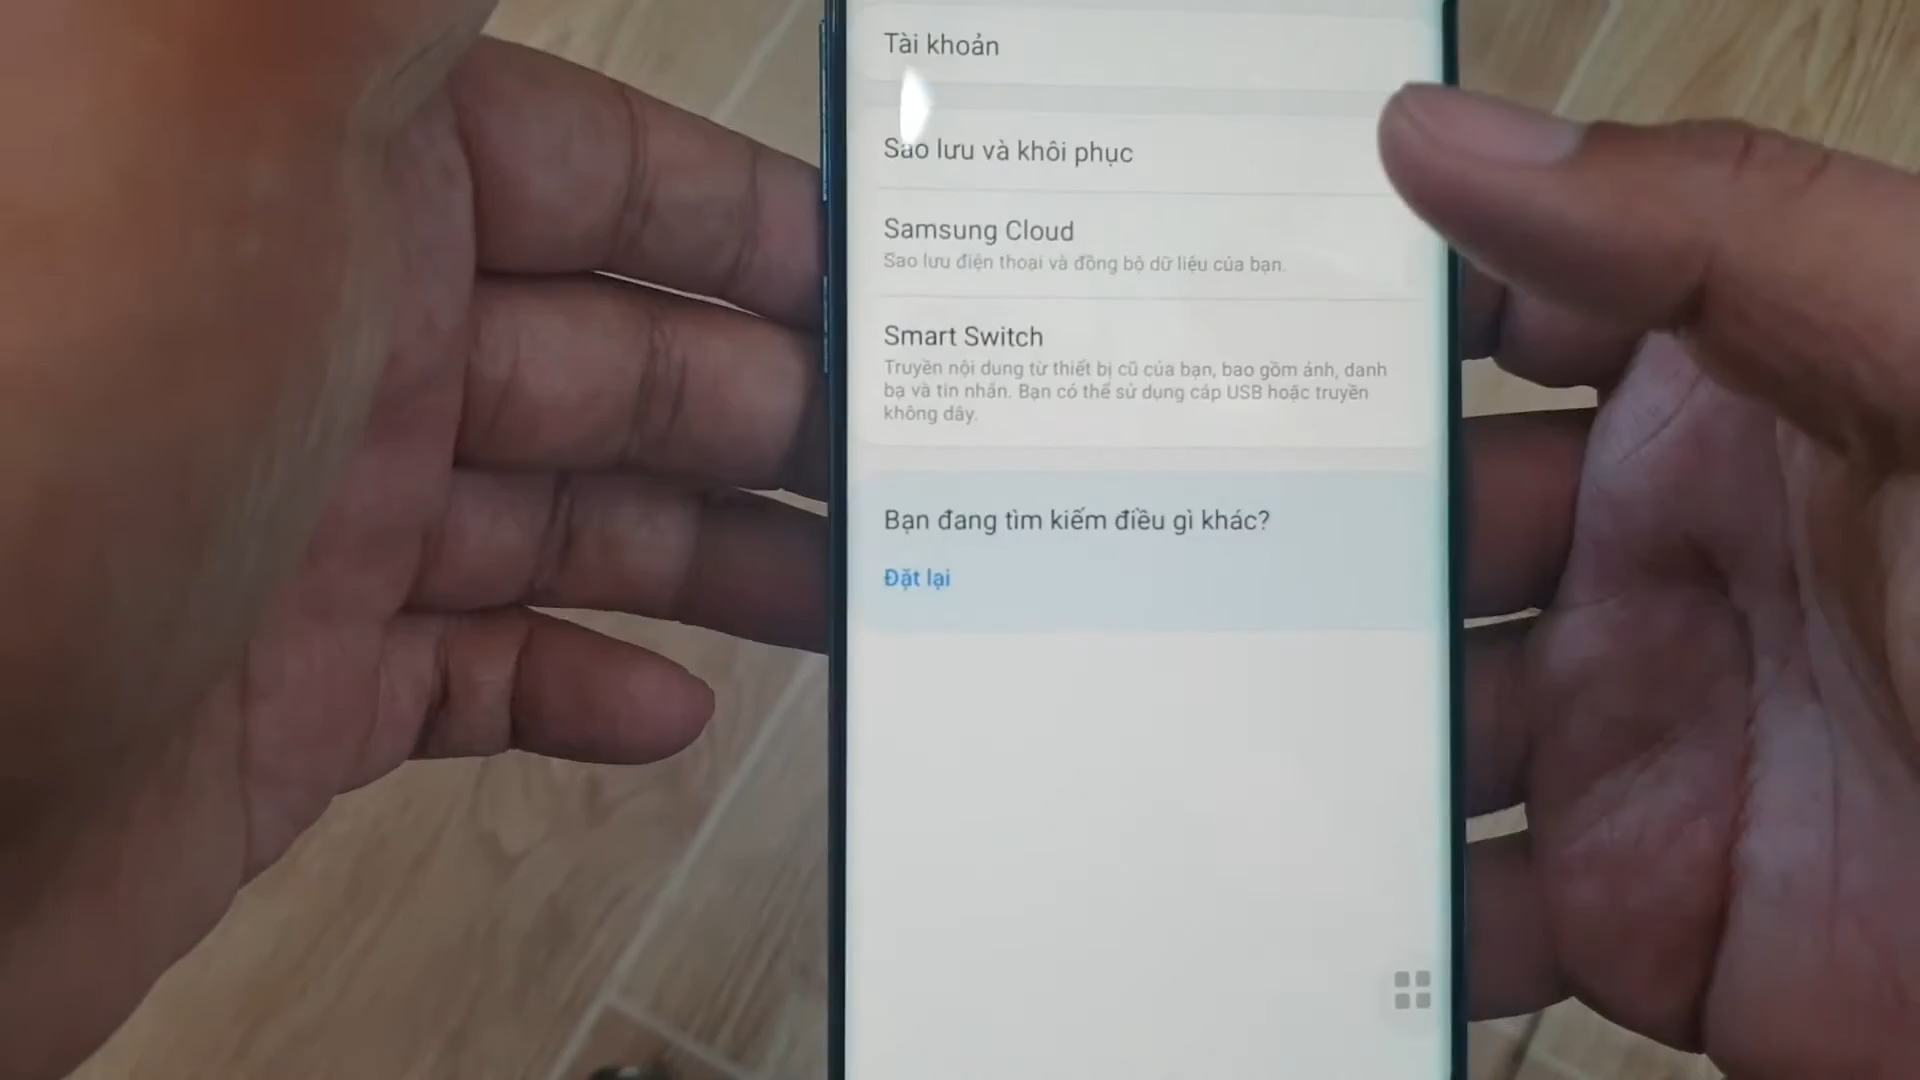 Tài khoản
Sao lưu và khôi phục
Samsung Cloud
Sao lưu điện thoại và đồng bộ dữ liệu của bạn.
Smart Switch
Truyền nội dung từ thiết bị cũ của bạn, bao gồm ảnh, danh
bạ và tin nhắn. Bạn có thể sử dụng cáp USB hoặc truyền
không dây.
Bạn đang tìm kiếm điều gì khác?
Đặt lại